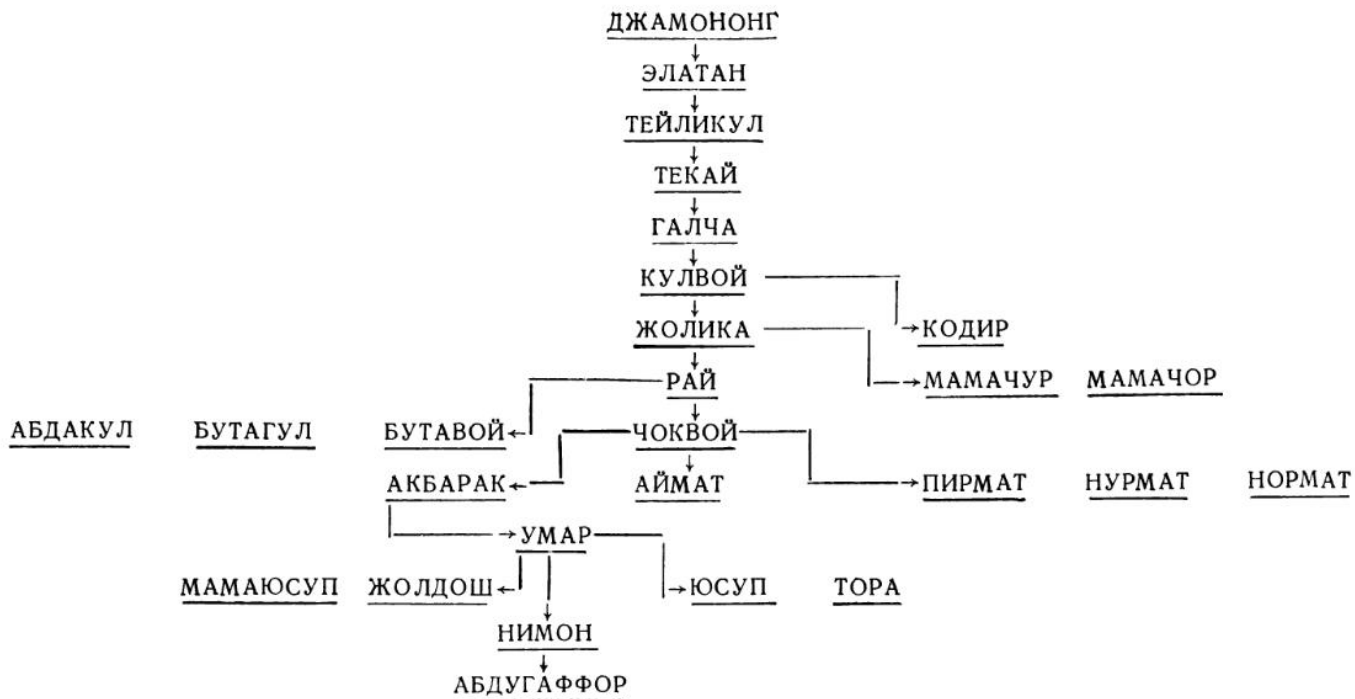 ДЖАМОНОНГ
ЭЛАТАН
ТЕЙЛИКУЛ
ТЕКАЙ
ГАЛЧА
КУЛВОЙ
ЖОЛИКА КОДИР
РАЙ МАМАЧУР МАМАЧОР
АБДАКУЛ БУТАГУЛ БУТАВОЙ ЧОКВОЙ
АКБАРАК АЙМАТ ПИРМАТ НУРМАТ НОРМАТ
УМАР
МАМАЮСУП ЖОЛДОШ ЮСУП ТОРА
НИМОН
АБДУГАФФОР